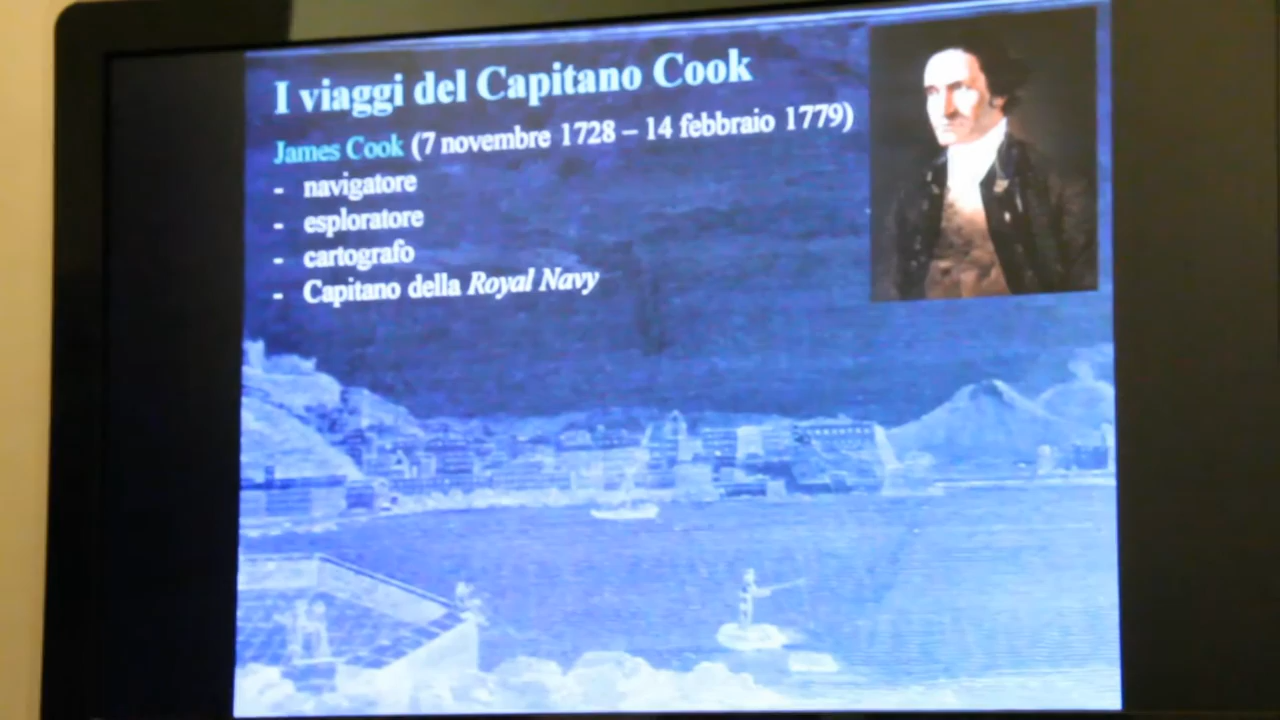 I viaggi del Capitano Cook
James Cook (7 novembre 1728 – 14 febbraio 1779)
- navigatore
- esploratore
- cartografo
- Capitano della Royal Navy